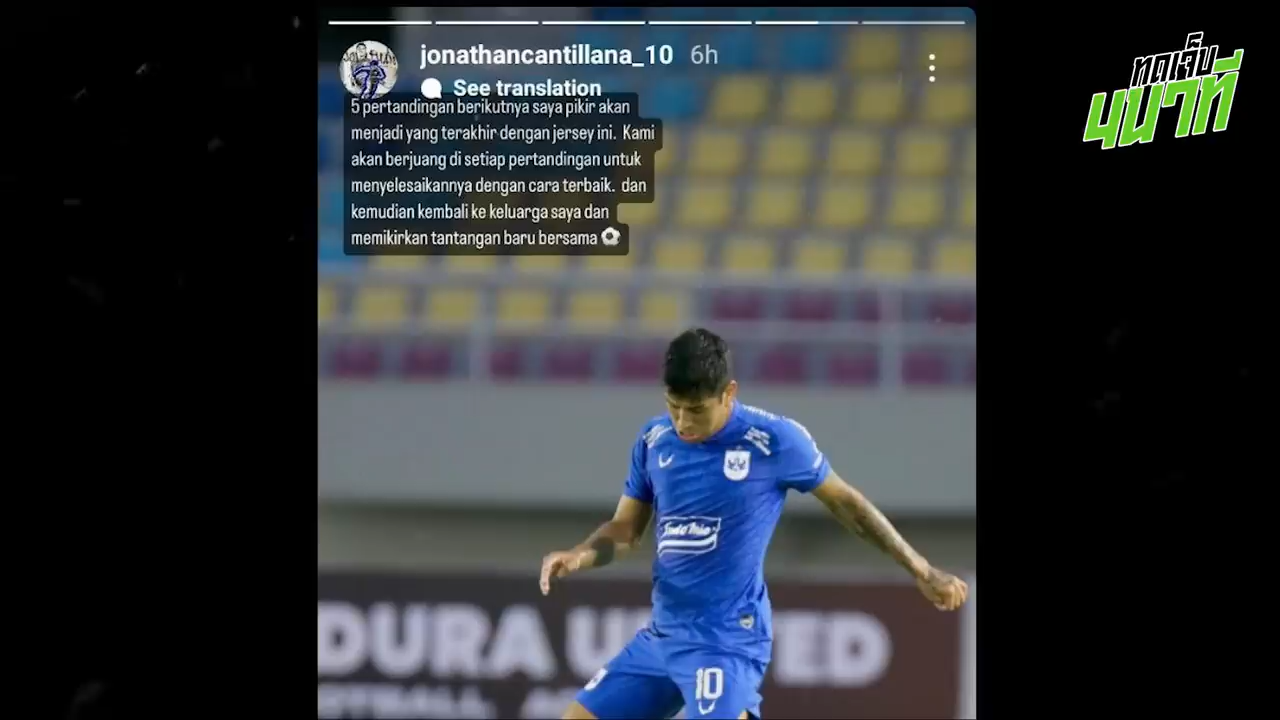 jonathancantillana_10 6h
See translation
5 pertandingan berikutnya saya pikir akan
menjadi yang terakhir dengan jersey ini. Kami
akan berjuang di setiap pertandingan untuk
menyelesaikannya dengan cara terbaik. dan
kemudian kembali ke keluarga saya dan
memikirkan tantangan baru bersama ⚽
ทดเจ็บ
4นาที
IndoMie
DURA UNITED
10